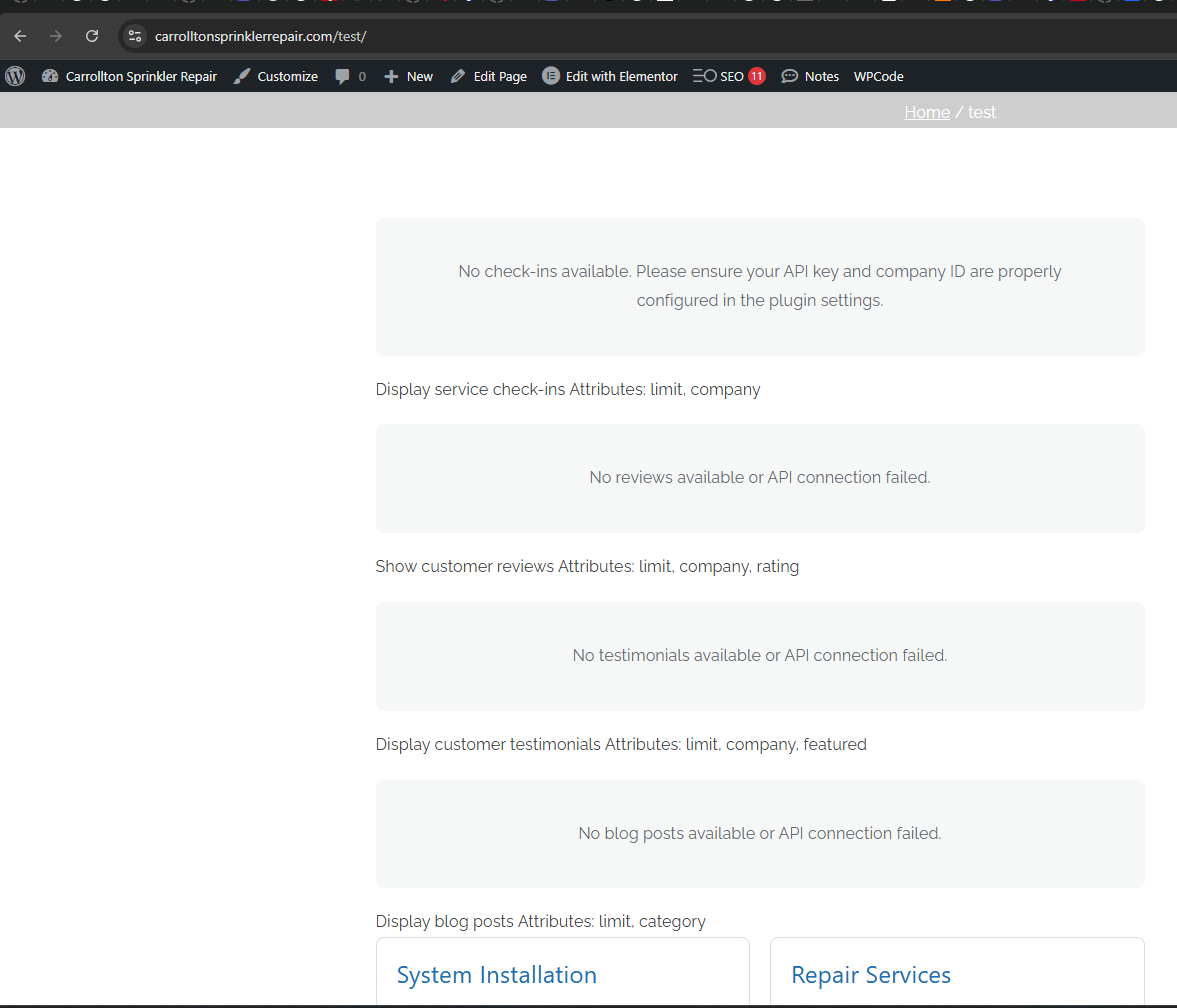 carrolltonsprinklerrepair.com/test/
Carrollton Sprinkler Repair Customize 0 New Edit Page Edit with Elementor SEO 11 Notes WPCode
Home / test
No check-ins available. Please ensure your API key and company ID are properly
configured in the plugin settings.
Display service check-ins Attributes: limit, company
No reviews available or API connection failed.
Show customer reviews Attributes: limit, company, rating
No testimonials available or API connection failed.
Display customer testimonials Attributes: limit, company, featured
No blog posts available or API connection failed.
Display blog posts Attributes: limit, category
System Installation
Repair Services